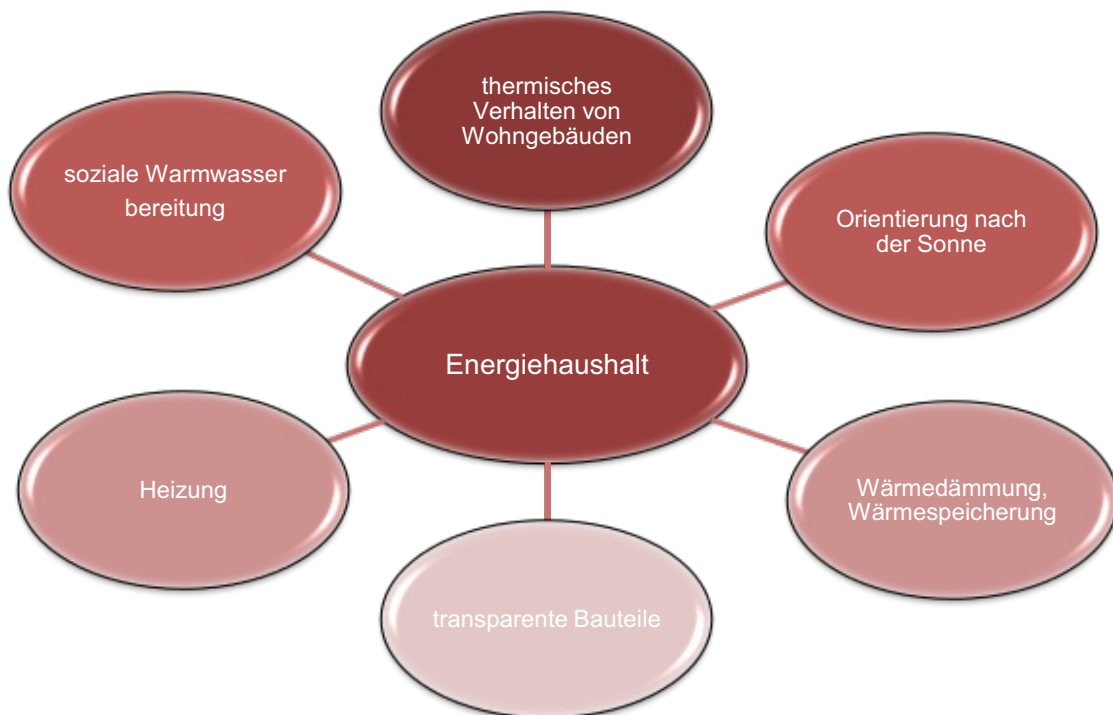 thermisches
Verhalten von
Wohngebäuden
soziale Warmwasser
bereitung
Orientierung nach
der Sonne
Energiehaushalt
Heizung
Wärmedämmung,
Wärmespeicherung
transparente Bauteile